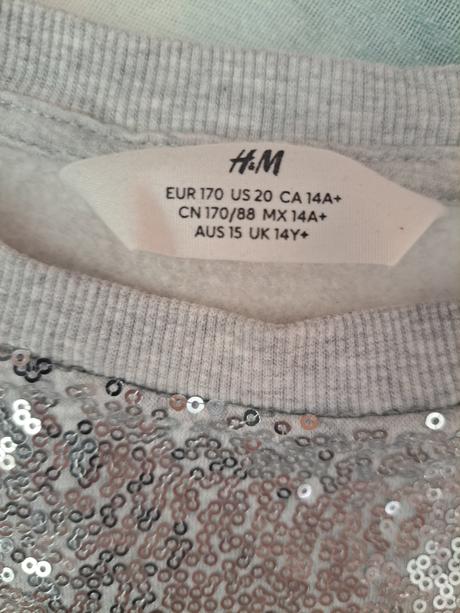 H&M
EUR 170 US 20 CA 14A+
CN 170/88 MX 14A+
AUS 15 UK 14Y+